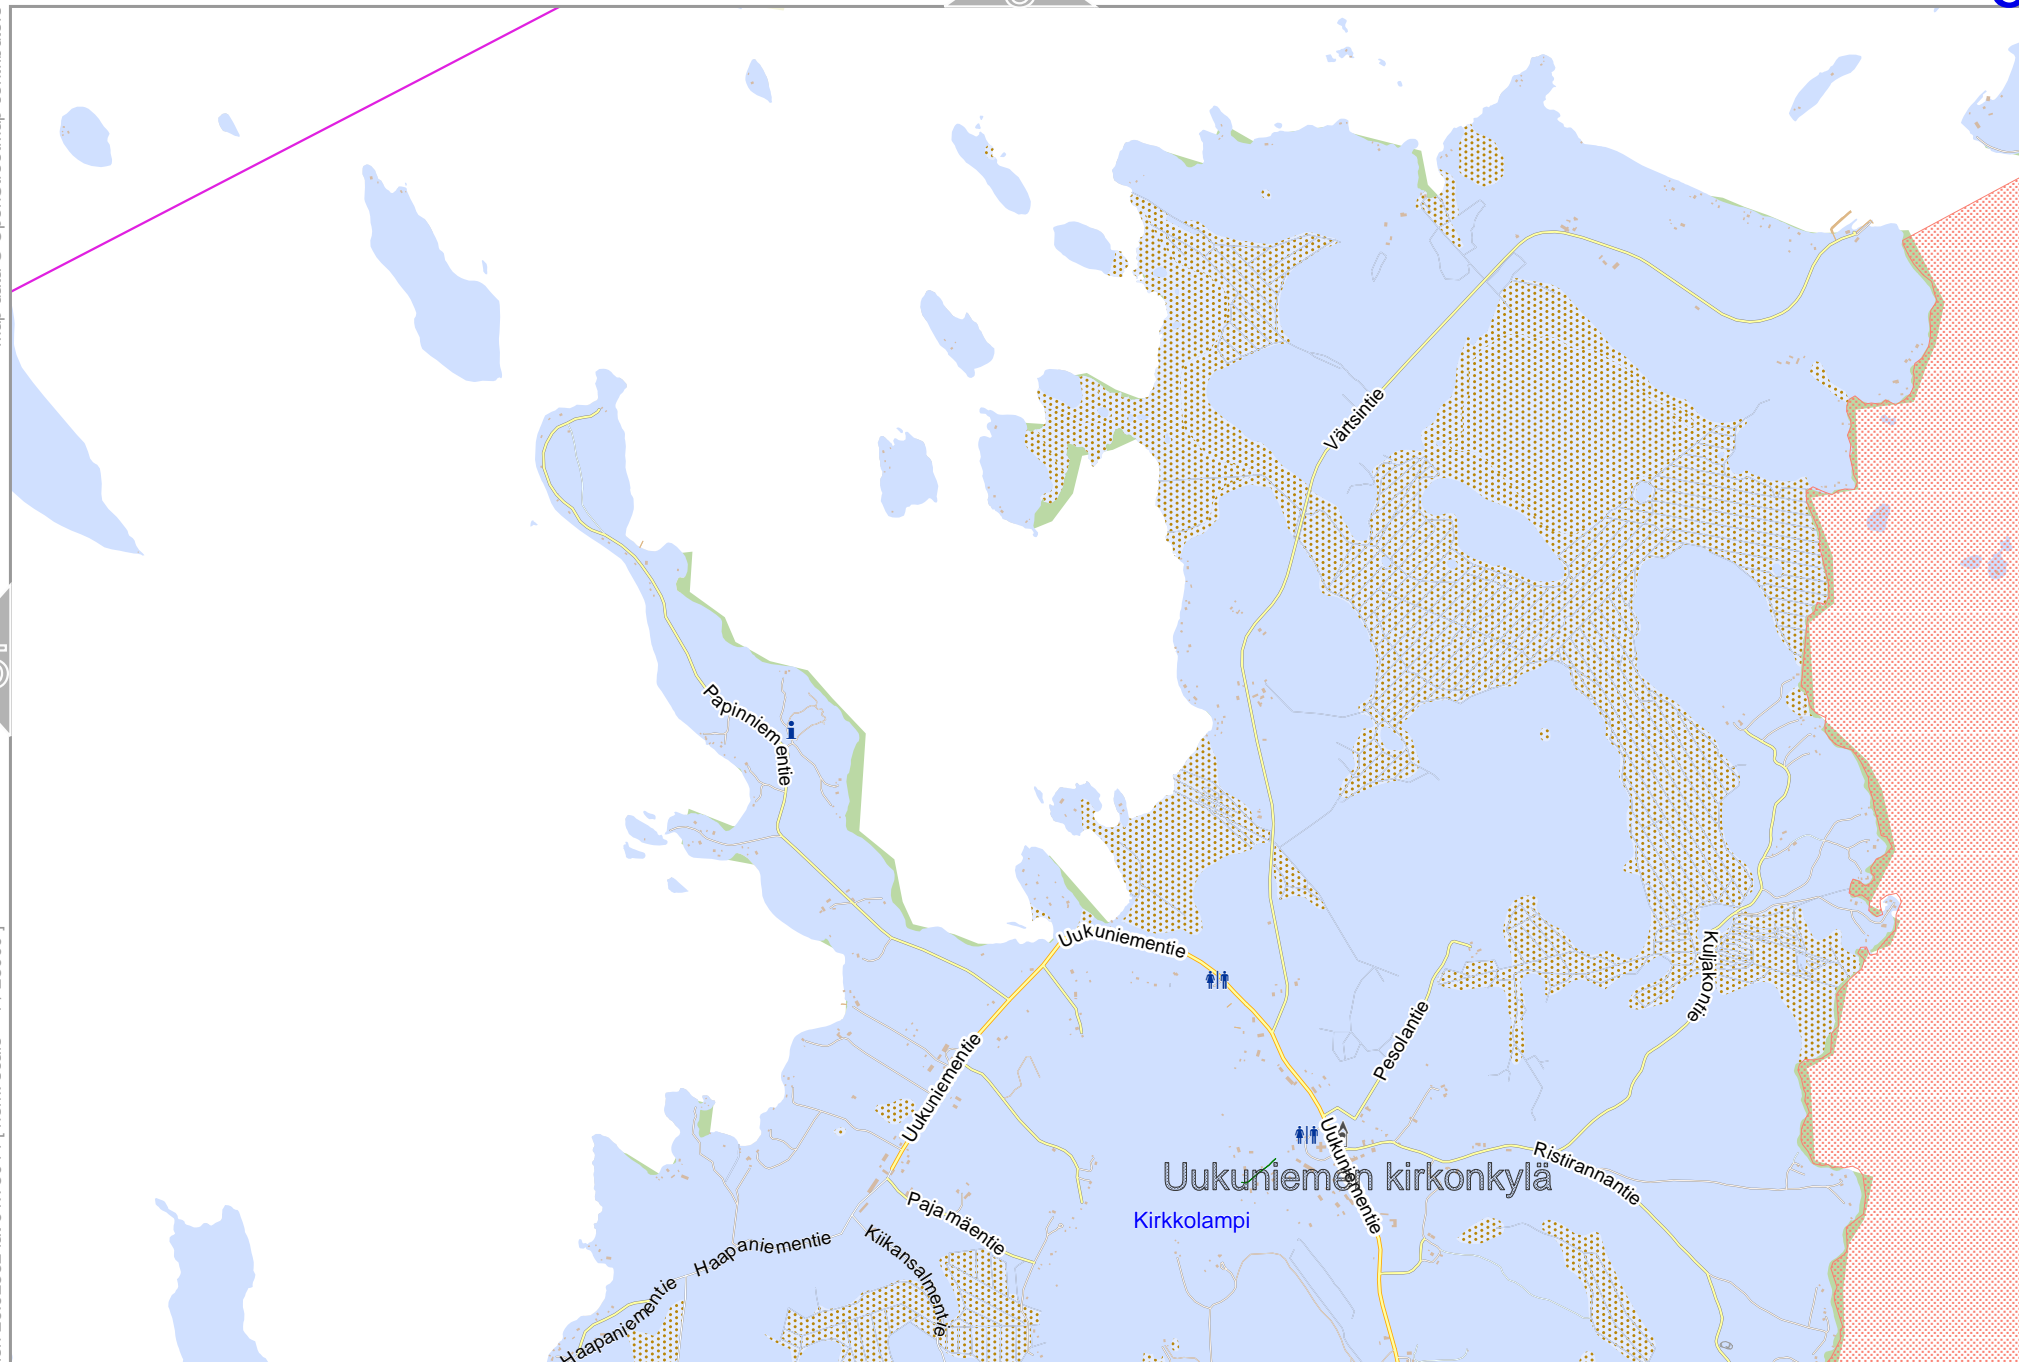 Värtsintie
Papinniementie
i
Uukuniementie
Kuljakontie
Pesolantie
Uukuniementie
Uukuniementie
Ristirannantie
Uukuniemen kirkonkylä
Kirkkolampi
Pajamäentie
Kiikansalmentie
Haapaniementie
Haapaniementie